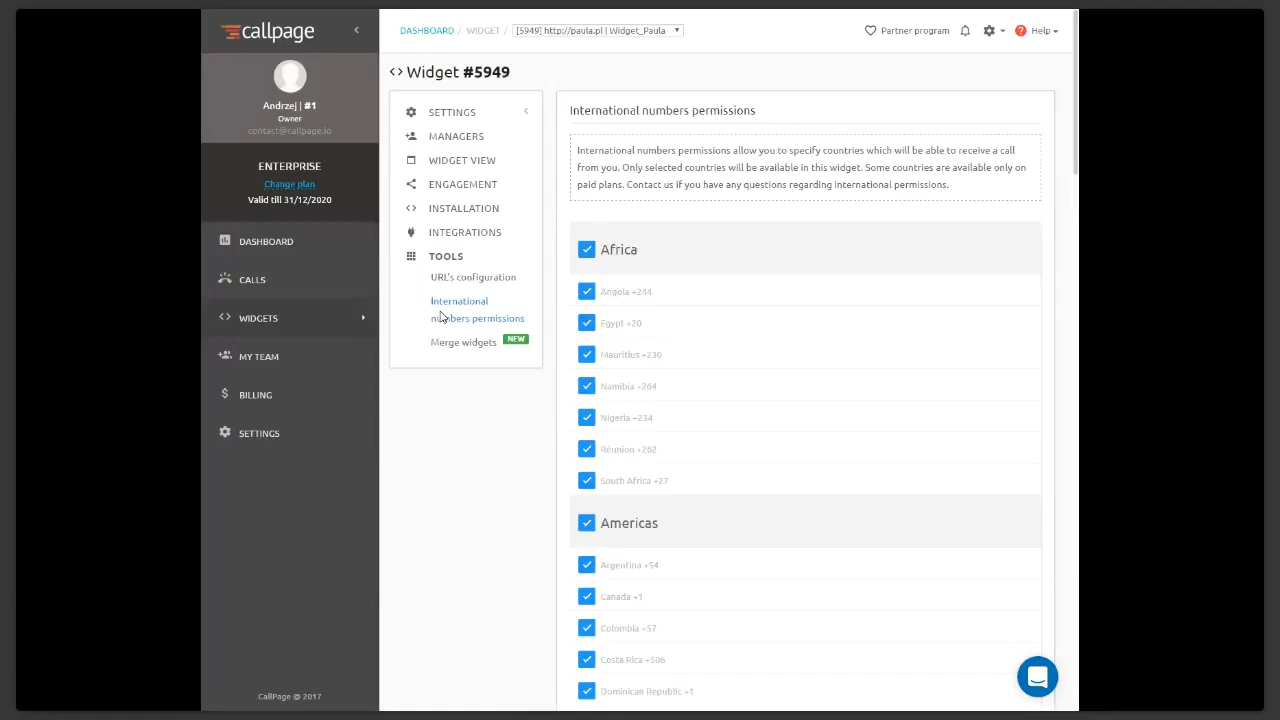 callpage
Andrzej | #1
Owner
contact@callpage.io
ENTERPRISE
Change plan
Valid till 31/12/2020
DASHBOARD
CALLS
WIDGETS
MY TEAM
BILLING
SETTINGS
CallPage @ 2017
DASHBOARD / WIDGET / [5949] http://paula.pl | Widget_Paula
Partner program
Help
Widget #5949
SETTINGS
MANAGERS
WIDGET VIEW
ENGAGEMENT
INSTALLATION
INTEGRATIONS
TOOLS
URL's configuration
International
numbers permissions
Merge widgets NEW
International numbers permissions
International numbers permissions allow you to specify countries which will be able to receive a call
from you. Only selected countries will be available in this widget. Some countries are available only on
paid plans. Contact us if you have any questions regarding international permissions.
Africa
Angola +244
Egypt +20
Mauritius +230
Namibia +264
Nigeria +234
Réunion +262
South Africa +27
Americas
Argentina +54
Canada +1
Colombia +57
Costa Rica +506
Dominican Republic +1